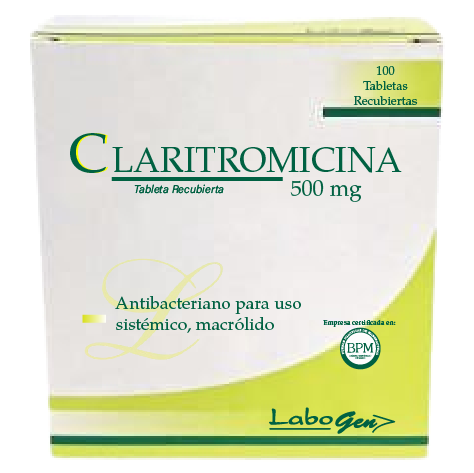 100
Tabletas
Recubiertas
CLARITROMICINA
Tableta Recubierta
500 mg
Antibacteriano para uso
sistémico, macrólido
Empresa certificada en:
BPM
LaboGen